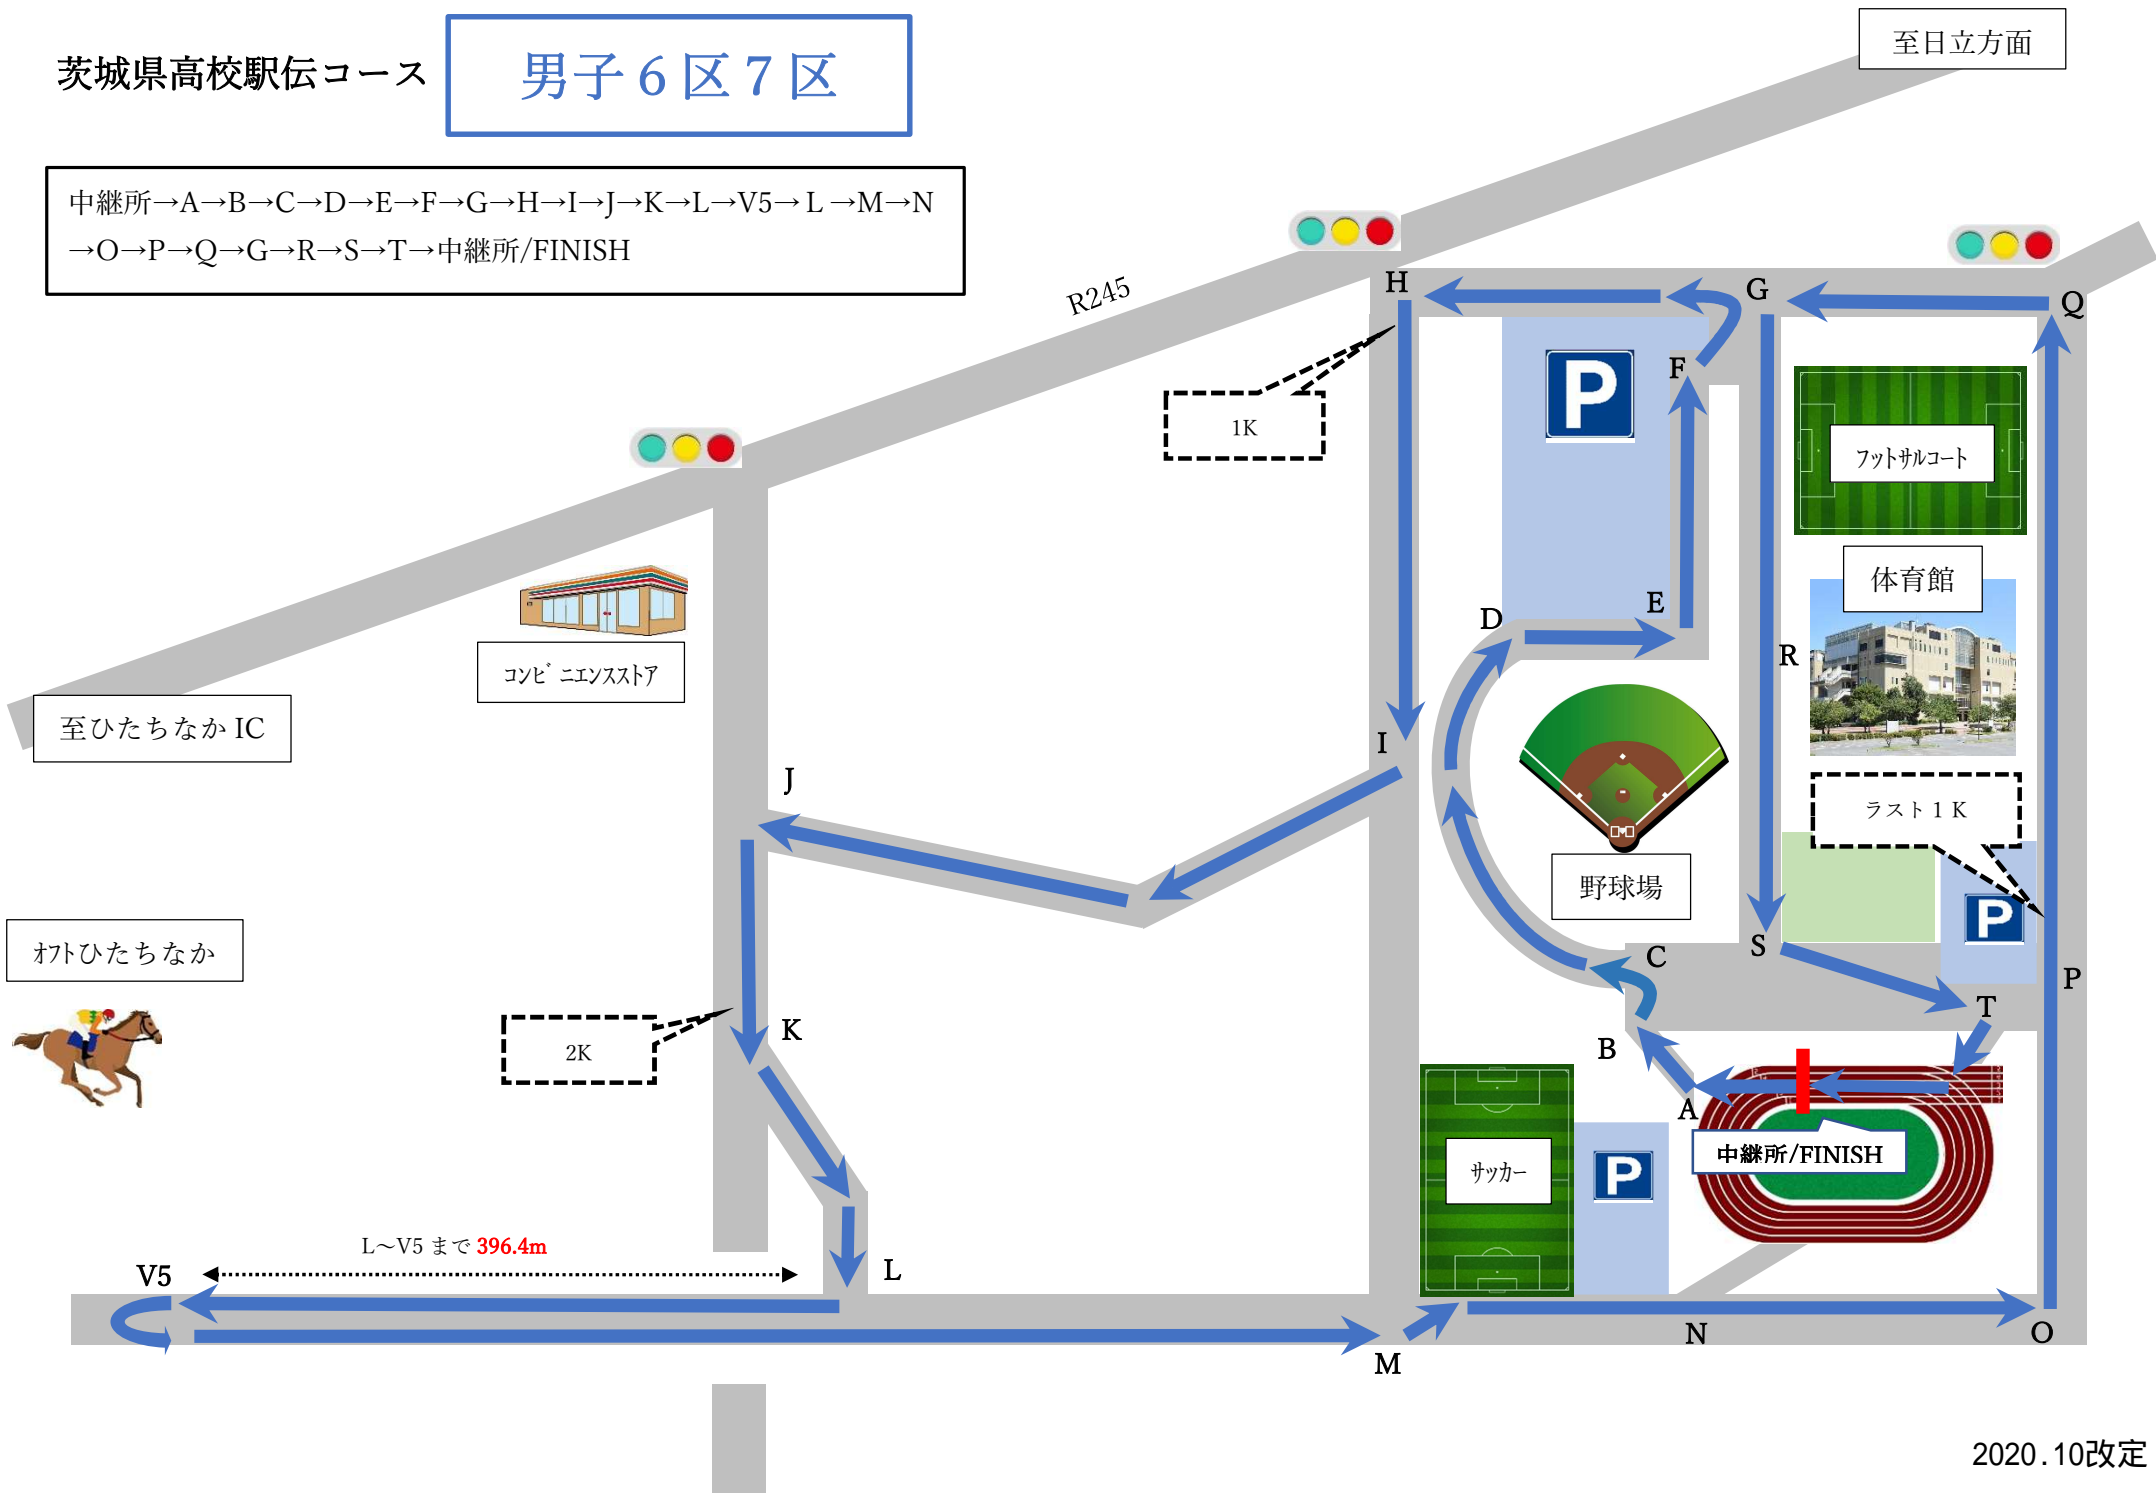 茨城県高校駅伝コース
男子６区７区
中継所→A→B→C→D→E→F→G→H→I→J→K→L→V5→Ｌ→M→N
→O→P→Q→G→R→S→T→中継所/FINISH
至日立方面
R245
H
G
Q
1K
F
フットサルコート
コンビニエンスストア
体育館
D
E
R
至ひたちなか IC
I
J
ラスト１Ｋ
野球場
オフトひたちなか
C
S
P
T
K
2K
B
A
中継所/FINISH
サッカー
P
P
P
L～V5 まで 396.4m
V5
L
N
O
M
2020.10改定